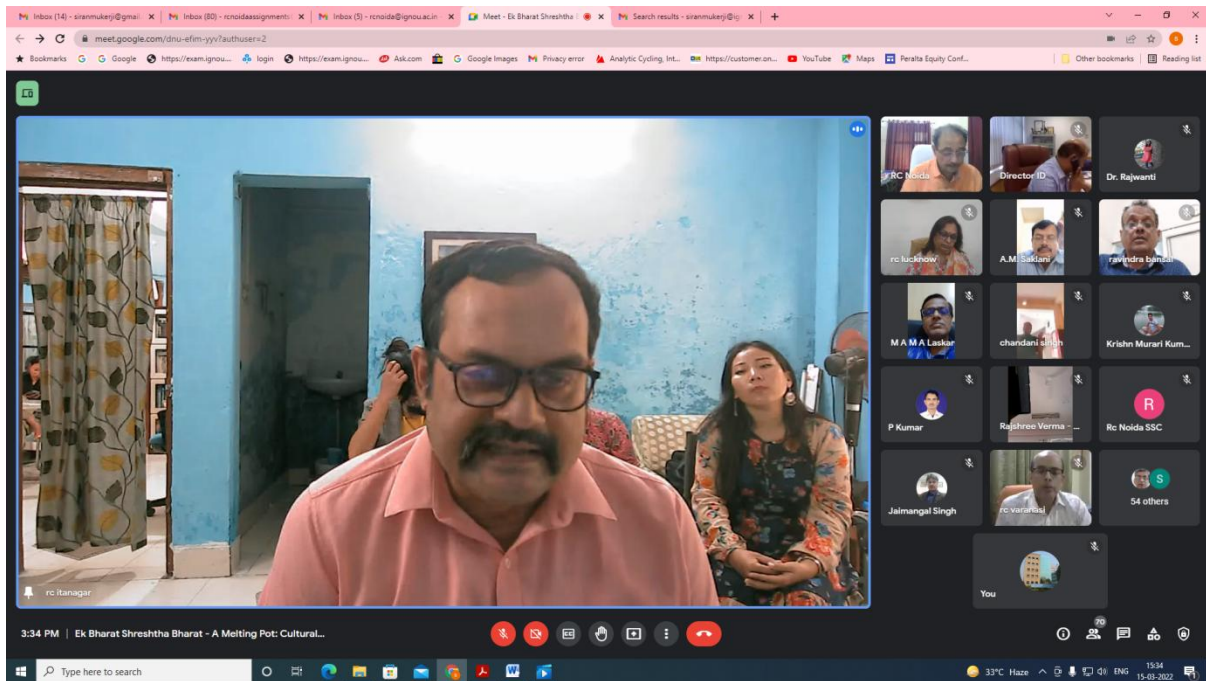 Inbox (14) - siranmukerji@gmail
Inbox (80) - rcnoidaassignments
Inbox (5) - rcnoida@ignou.ac.in -
Meet - Ek Bharat Shreshtha
Search results - siranmukerji@ig
meet.google.com/dnu-efim-yyv?authuser=2
Bookmarks
G
Google
https://exam.ignou....
login
https://exam.ignou....
Ask.com
Google Images
Privacy error
Analytic Cycling, Int...
https://customer.on...
YouTube
Maps
Peralta Equity Conf...
Other bookmarks
Reading list
RC Noida
Director ID
Dr. Rajwanti
rc lucknow
A.M. Saklani
ravindra bansal
M A M A Laskar
chandani singh
Krishn Murari Kum...
P Kumar
Rajshree Verma - ...
R
Rc Noida SSC
Jaimangal Singh
rc varanasi
S
54 others
You
rc itanagar
3:34 PM | Ek Bharat Shreshtha Bharat - A Melting Pot: Cultural...
CC
70
Type here to search
W
33°C Haze
ENG
15:34
15-03-2022